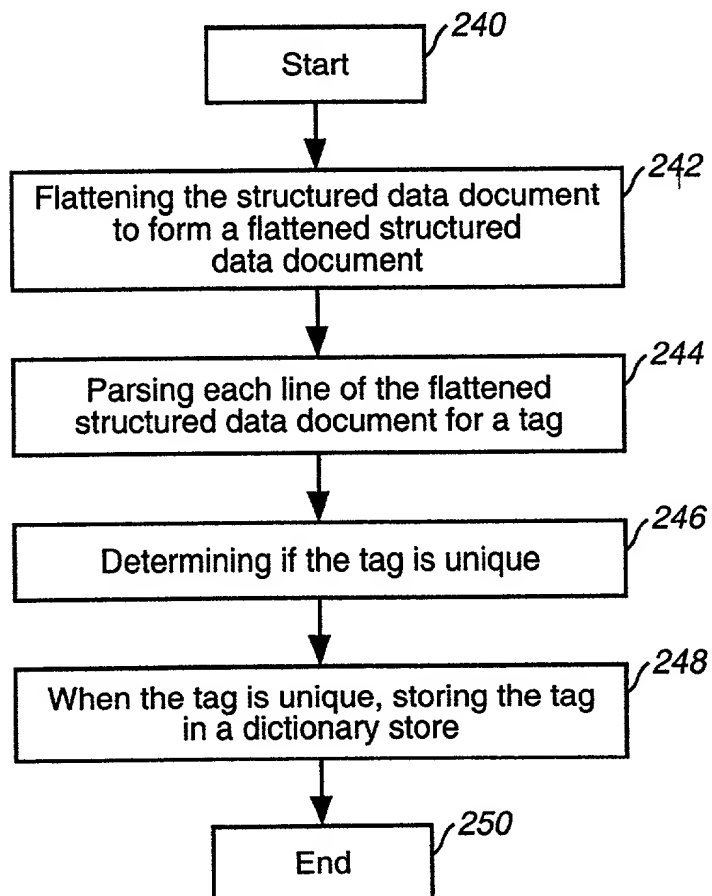 240
Start
242
Flattening the structured data document
to form a flattened structured
data document
244
Parsing each line of the flattened
structured data document for a tag
246
Determining if the tag is unique
248
When the tag is unique, storing the tag
in a dictionary store
250
End